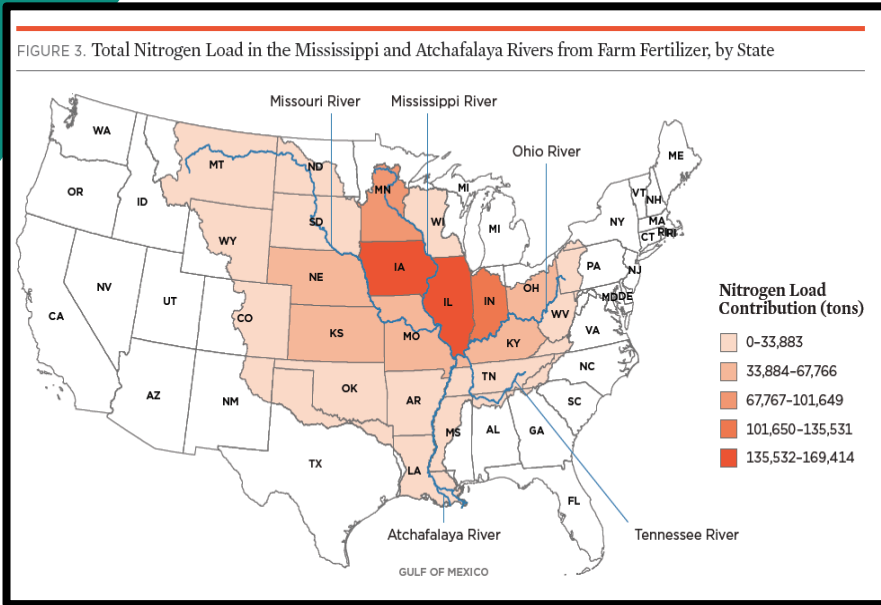 FIGURE 3. Total Nitrogen Load in the Mississippi and Atchafalaya Rivers from Farm Fertilizer, by State
Missouri River
Mississippi River
Ohio River
WA
MT
ND
MN
MI
ME
OR
ID
SD
WI
MI
VT
NH
NY
MA
CT
RI
WY
IA
PA
NJ
NE
IL
IN
OH
MD
DE
NV
UT
CO
WV
CA
KS
MO
KY
VA
AZ
NM
OK
AR
TN
NC
SC
MS
AL
GA
TX
LA
FL
Atchafalaya River
Tennessee River
GULF OF MEXICO
Nitrogen Load
Contribution (tons)
0–33,883
33,884–67,766
67,767–101,649
101,650–135,531
135,532–169,414